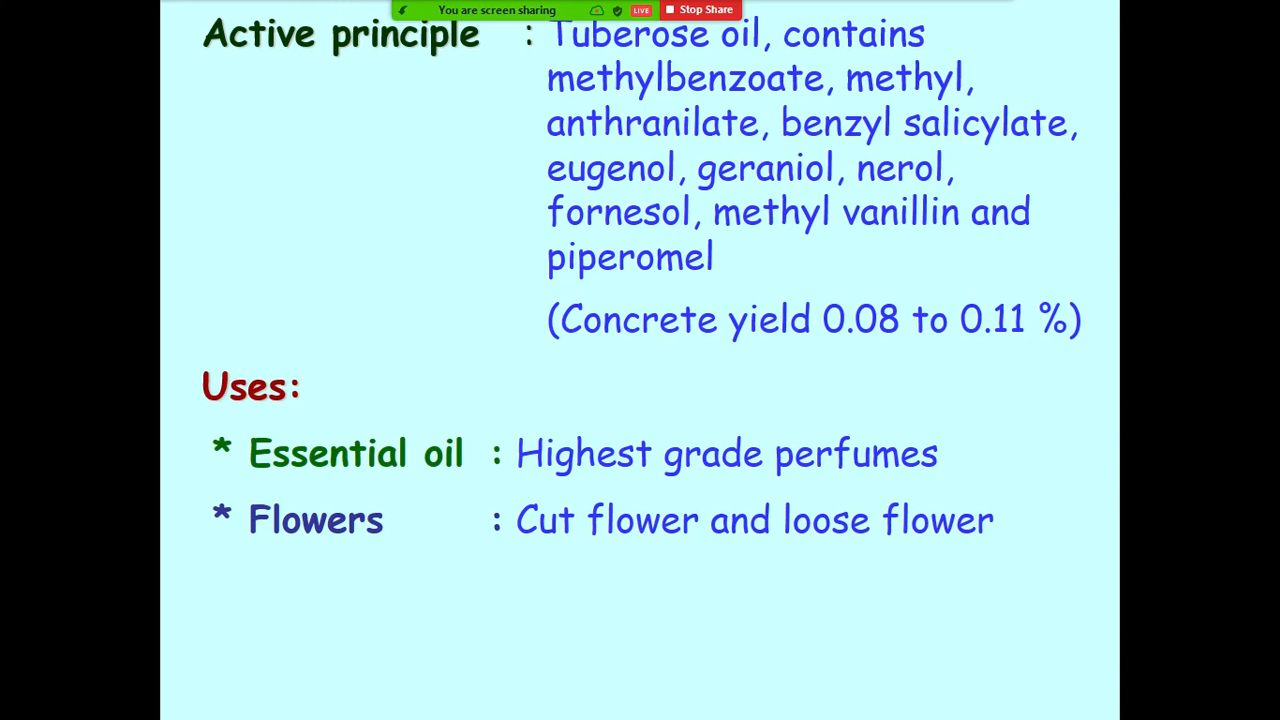 You are screen sharing LIVE Stop Share
Active principle : Tuberose oil, contains
methylbenzoate, methyl,
anthranilate, benzyl salicylate,
eugenol, geraniol, nerol,
fornesol, methyl vanillin and
piperomel
(Concrete yield 0.08 to 0.11 %)
Uses:
* Essential oil : Highest grade perfumes
* Flowers : Cut flower and loose flower